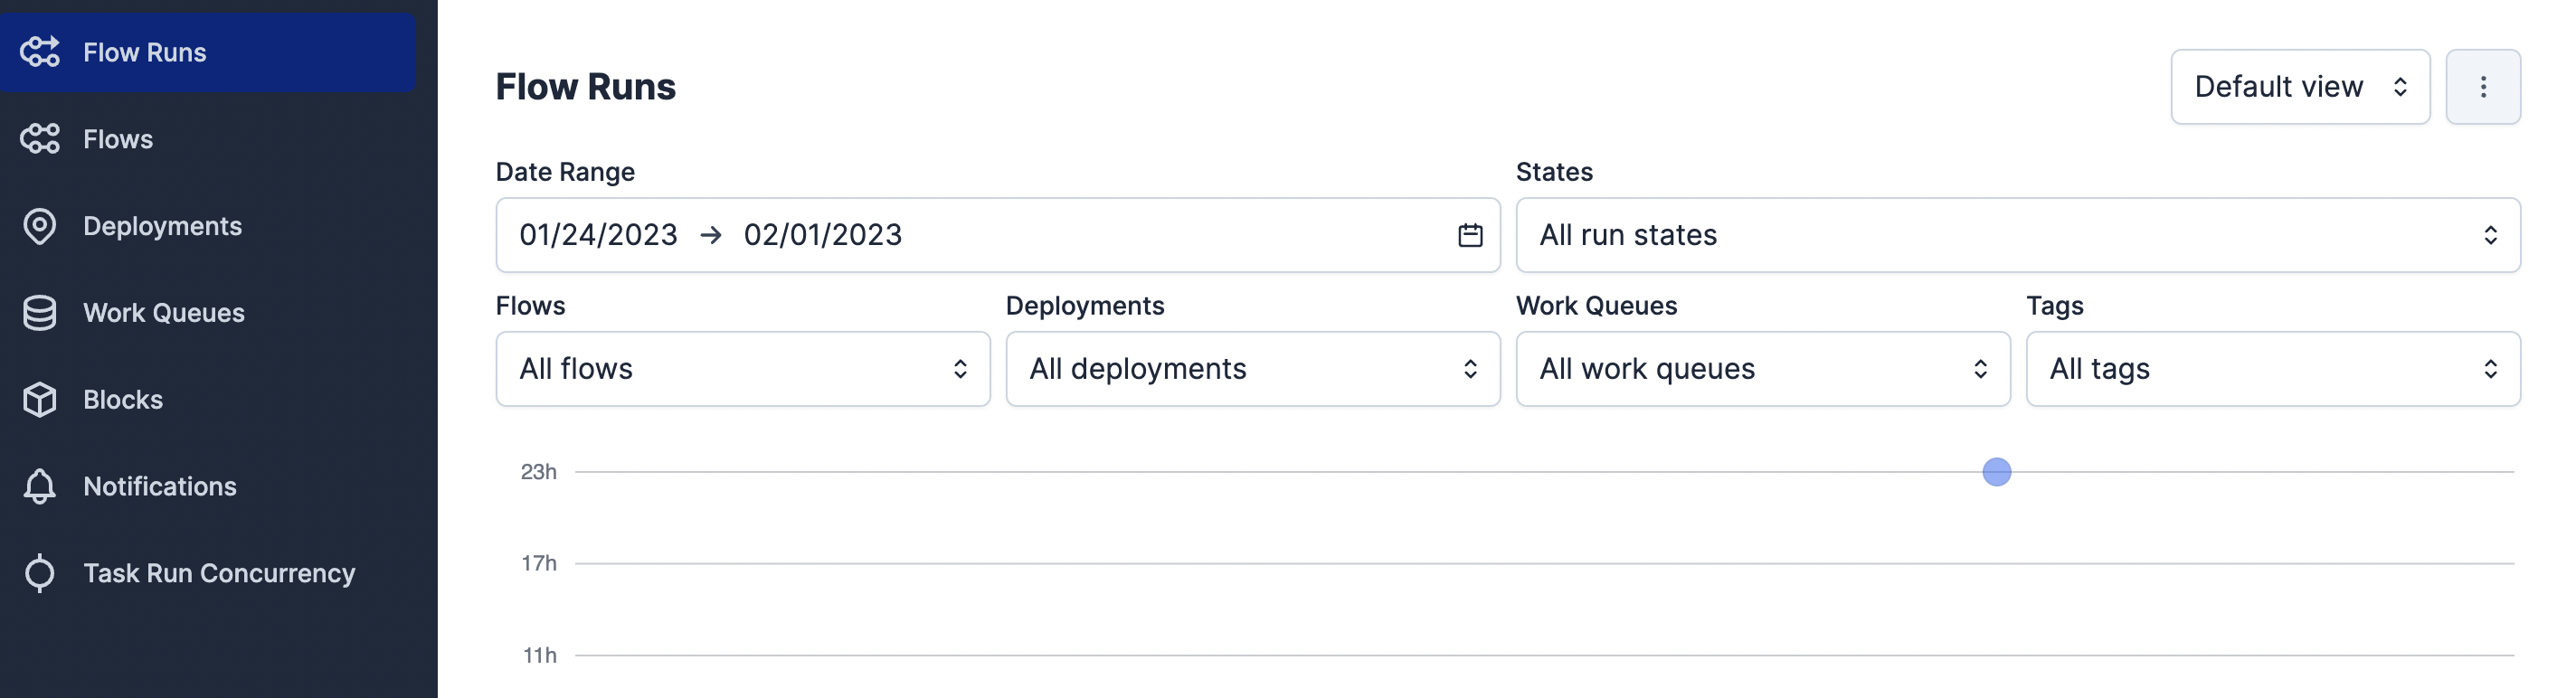 Flow Runs
Flows
Deployments
Work Queues
Blocks
Notifications
Task Run Concurrency
Flow Runs
Default view
Date Range
States
01/24/2023 → 02/01/2023
All run states
Flows
Deployments
Work Queues
Tags
All flows
All deployments
All work queues
All tags
23h
17h
11h